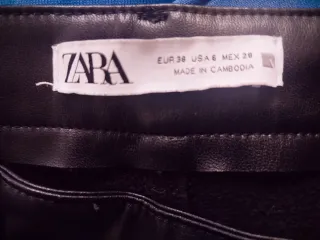 ZARA
EUR 38 USA 6 MEX 28
MADE IN CAMBODIA